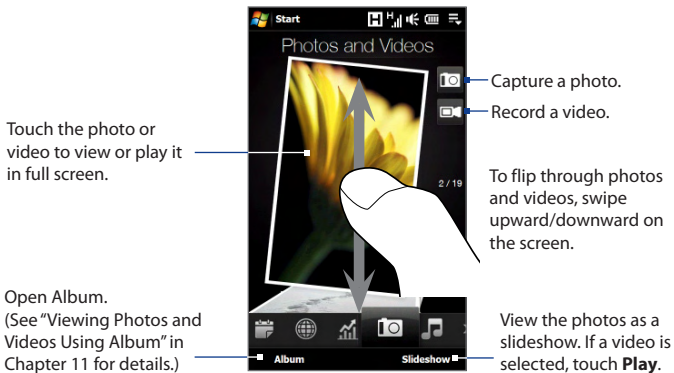 Start
Photos and Videos
Capture a photo.
Record a video.
Touch the photo or
video to view or play it
in full screen.
2 / 19
To flip through photos
and videos, swipe
upward/downward on
the screen.
Open Album.
(See “Viewing Photos and
Videos Using Album” in
Chapter 11 for details.)
Album
Slideshow
View the photos as a
slideshow. If a video is
selected, touch Play.